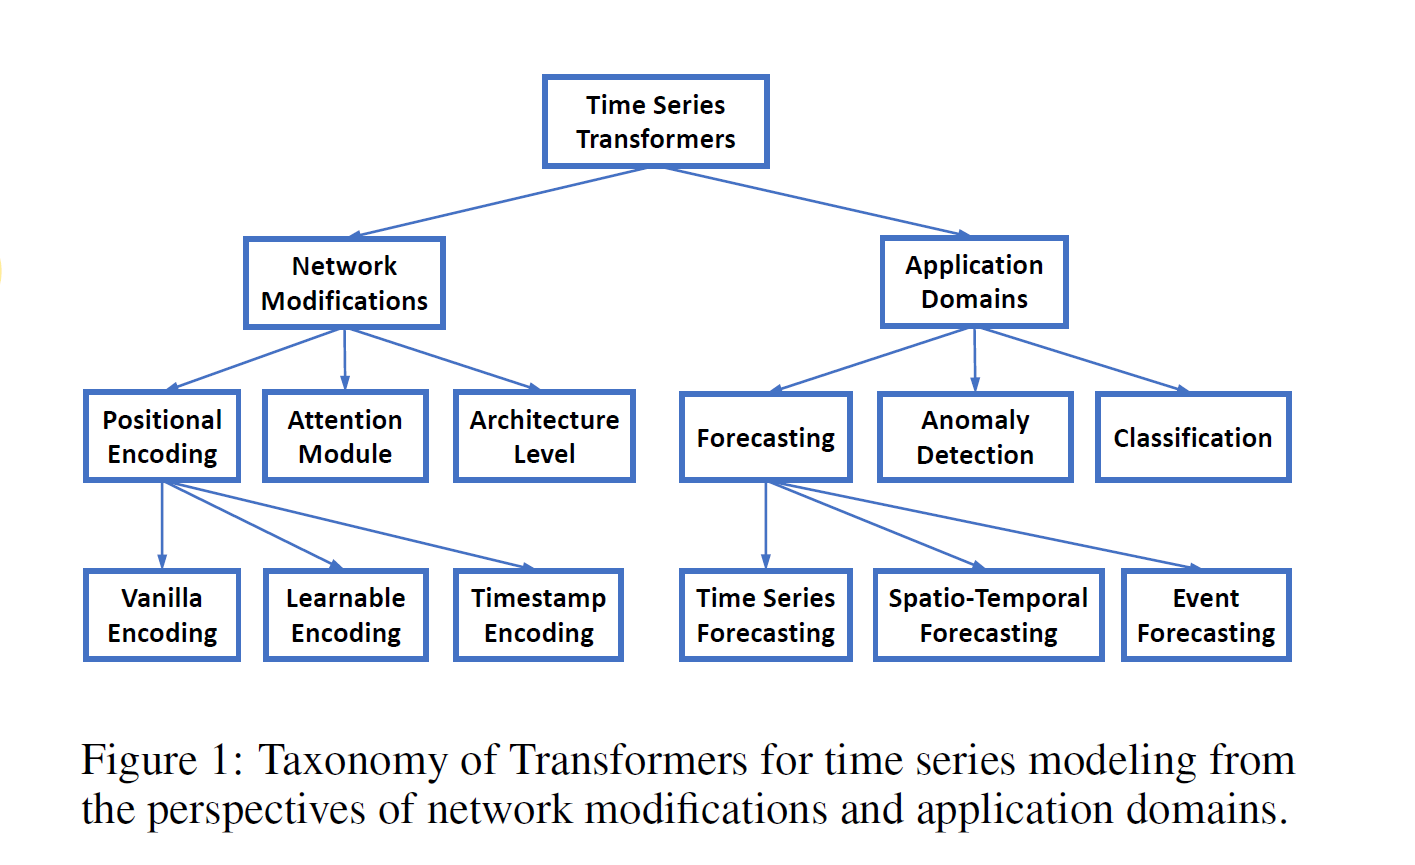 Time Series
Transformers
Network
Modifications
Application
Domains
Positional
Encoding
Attention
Module
Architecture
Level
Forecasting
Anomaly
Detection
Classification
Vanilla
Encoding
Learnable
Encoding
Timestamp
Encoding
Time Series
Forecasting
Spatio-Temporal
Forecasting
Event
Forecasting
Figure 1: Taxonomy of Transformers for time series modeling from
the perspectives of network modifications and application domains.